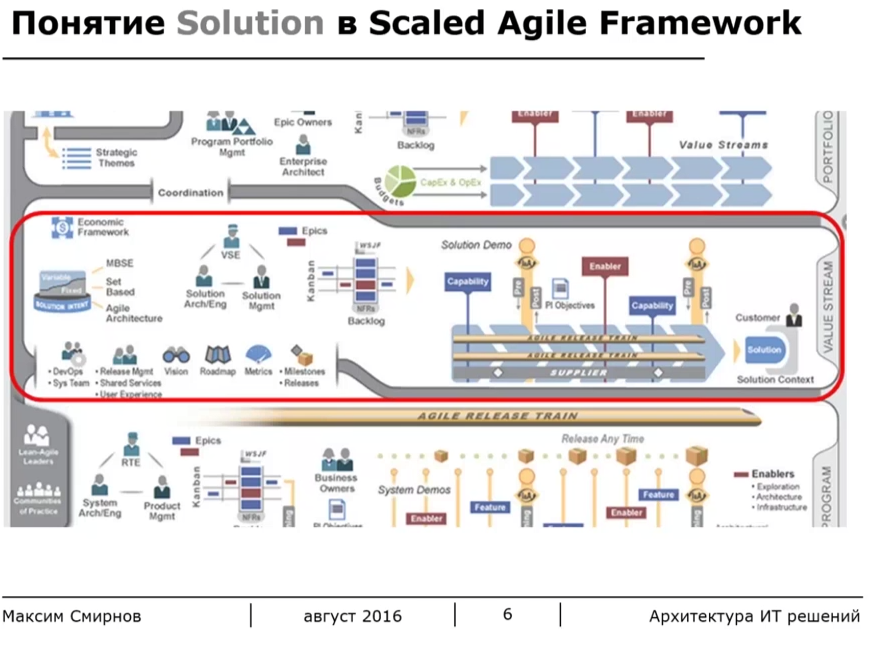 Понятие Solution в Scaled Agile Framework
Epic Owners
Kan
NFRs
Backlog
Enabler
Enabler
Value Streams
PORTFOLIO
Strategic
Themes
Program Portfolio
Mgmt
Enterprise
Architect
Budgets
CapEx & OpEx
Coordination
Economic
Framework
VSE
Epics
WSJF
Kanban
NFRs
Backlog
Solution Demo
I&A
I&A
Enabler
Capability
Capability
Pre
Post
Pre
Post
PI Objectives
Variable
Fixed
SOLUTION INTENT
MBSE
Set
Based
Agile
Architecture
Solution
Arch/Eng
Solution
Mgmt
AGILE RELEASE TRAIN
AGILE RELEASE TRAIN
SUPPLIER
Customer
Solution
Solution Context
VALUE STREAM
• DevOps
• Sys Team
• Release Mgmt
• Shared Services
• User Experience
Vision
Roadmap
Metrics
• Milestones
• Releases
AGILE RELEASE TRAIN
Lean-Agile
Leaders
Communities
of Practice
RTE
Epics
System
Arch/Eng
Product
Mgmt
WSJF
Kanban
NFRs
ning
Business
Owners
PI Objectives
Release Any Time
System Demos
Feature
Enabler
I&A
ning
Enabler
Feature
I&A
ning
Enablers
• Exploration
• Architecture
• Infrastructure
PROGRAM
Максим Смирнов
август 2016
6
Архитектура ИТ решений